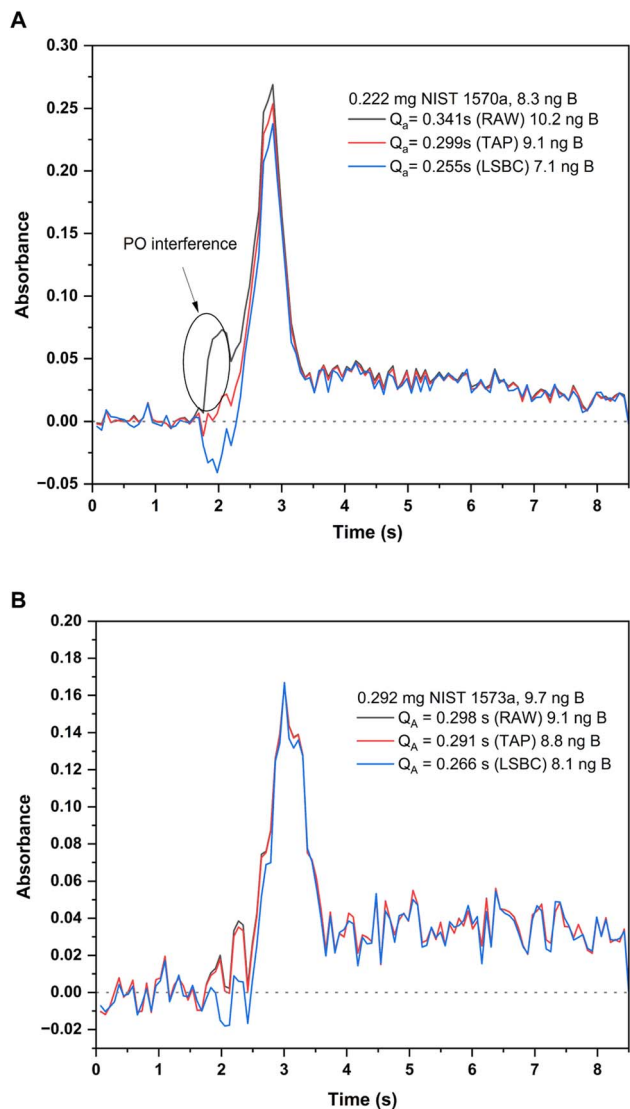 A
0.30
0.25
0.20
0.15
0.10
0.05
0.00
−0.05
Absorbance
0.222 mg NIST 1570a, 8.3 ng B
Qa= 0.341s (RAW) 10.2 ng B
Qa= 0.299s (TAP) 9.1 ng B
Qa= 0.255s (LSBC) 7.1 ng B
PO interference
0 1 2 3 4 5 6 7 8
Time (s)
B
0.20
0.18
0.16
0.14
0.12
0.10
0.08
0.06
0.04
0.02
0.00
−0.02
Absorbance
0.292 mg NIST 1573a, 9.7 ng B
QA = 0.298 s (RAW) 9.1 ng B
QA = 0.291 s (TAP) 8.8 ng B
QA = 0.266 s (LSBC) 8.1 ng B
0 1 2 3 4 5 6 7 8
Time (s)